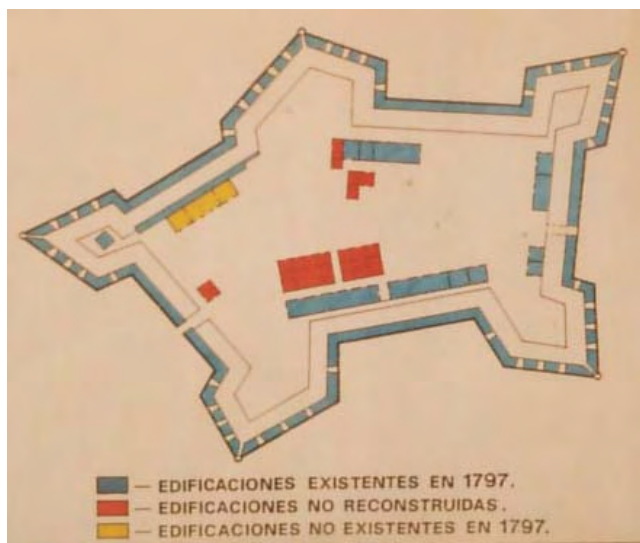 — EDIFICACIONES EXISTENTES EN 1797.
— EDIFICACIONES NO RECONSTRUIDAS.
— EDIFICACIONES NO EXISTENTES EN 1797.